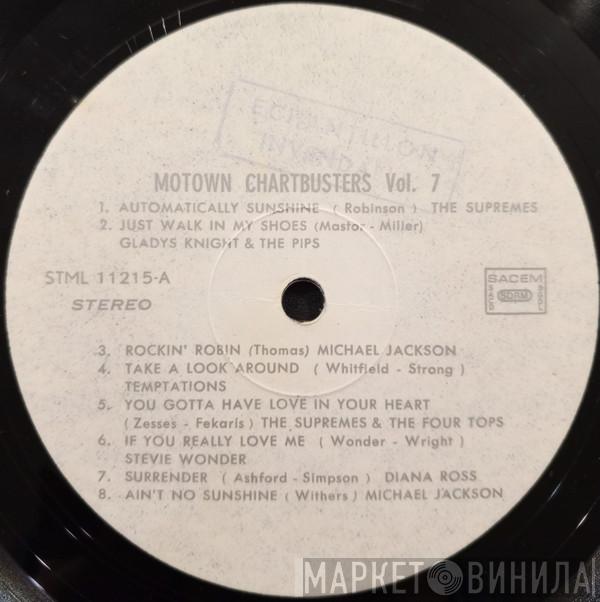 ECHANTILLON
INVENDABLE
MOTOWN CHARTBUSTERS Vol. 7
1. AUTOMATICALLY SUNSHINE ( Robinson ) THE SUPREMES
2. JUST WALK IN MY SHOES (Mastor - Miller)
GLADYS KNIGHT & THE PIPS
STML 11215-A
STEREO
SACEM
SDRM
3. ROCKIN' ROBIN (Thomas) MICHAEL JACKSON
4. TAKE A LOOK AROUND ( Whitfield - Strong )
TEMPTATIONS
5. YOU GOTTA HAVE LOVE IN YOUR HEART
( Zesses - Fekaris ) THE SUPREMES & THE FOUR TOPS
6. IF YOU REALLY LOVE ME ( Wonder - Wright )
STEVIE WONDER
7. SURRENDER ( Ashford - Simpson ) DIANA ROSS
8. AIN'T NO SUNSHINE ( Withers ) MICHAEL JACKSON
МАРКЕТ ВИНИЛА